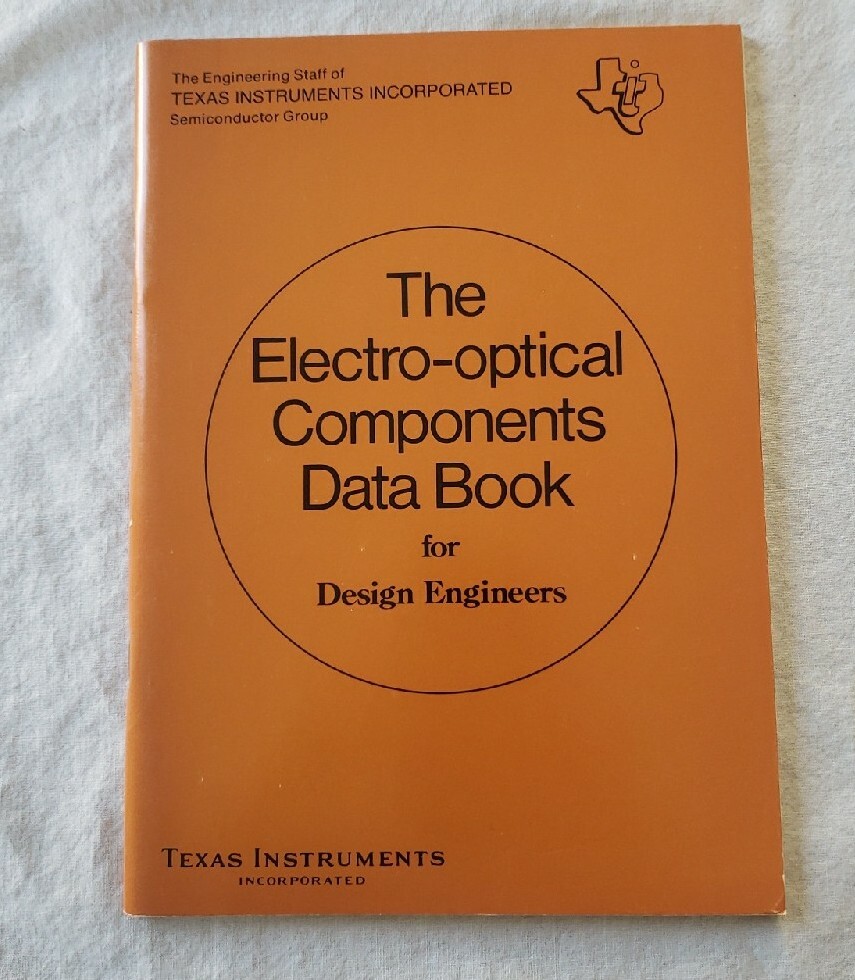 The Engineering Staff of
TEXAS INSTRUMENTS INCORPORATED
Semiconductor Group
The
Electro-optical
Components
Data Book
for
Design Engineers
TEXAS INSTRUMENTS
INCORPORATED